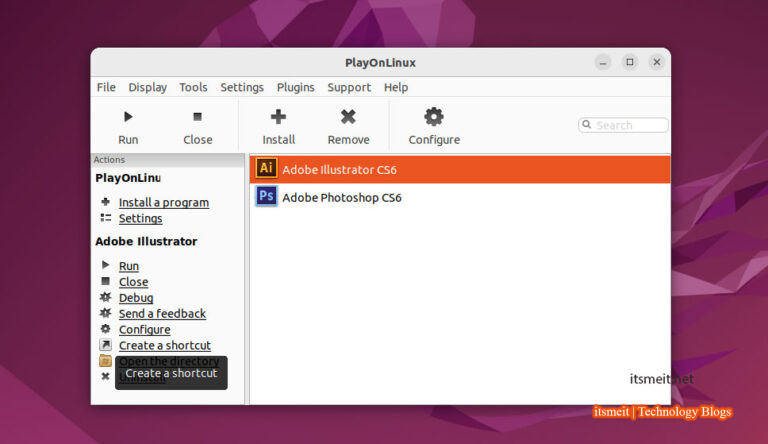 PlayOnLinux
File Display Tools Settings Plugins Support Help
Run Close Install Remove Configure Search
Actions
PlayOnLinu
Install a program
Settings
Adobe Illustrator
Run
Close
Debug
Send a feedback
Configure
Create a shortcut
Open the directory
Create a shortcut
Uninstall
Ai Adobe Illustrator CS6
Ps Adobe Photoshop CS6
itsmeit.net
itsmeit | Technology Blogs